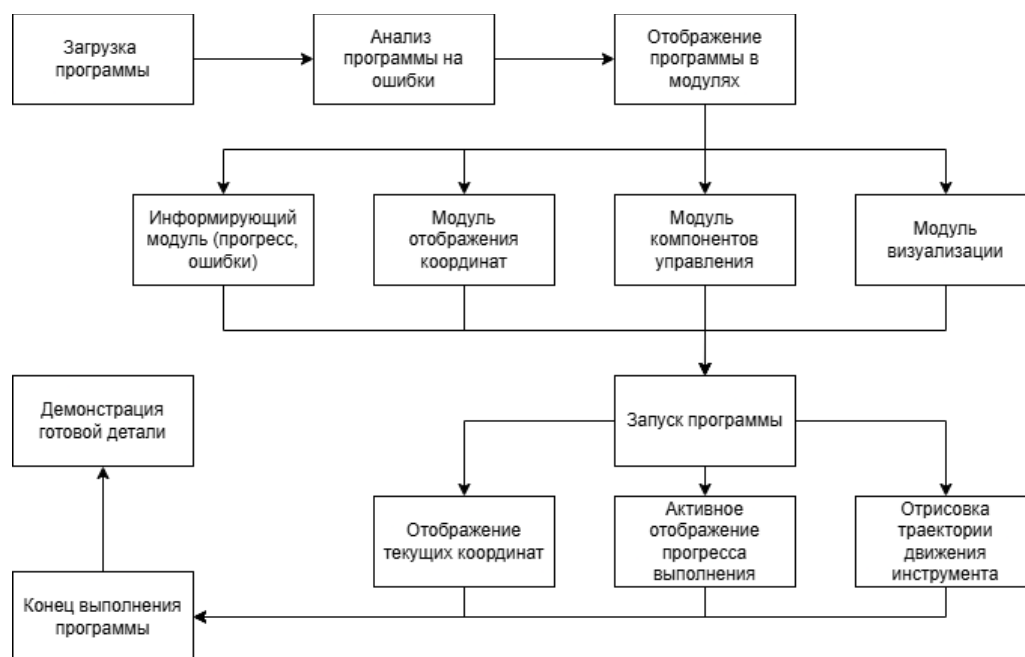 Загрузка
программы
Анализ
программы на
ошибки
Отображение
программы в
модулях
Информирующий
модуль (прогресс,
ошибки)
Модуль
отображения
координат
Модуль
компонентов
управления
Модуль
визуализации
Демонстрация
готовой детали
Запуск программы
Отображение
текущих координат
Активное
отображение
прогресса
выполнения
Отрисовка
траектории
движения
инструмента
Конец выполнения
программы